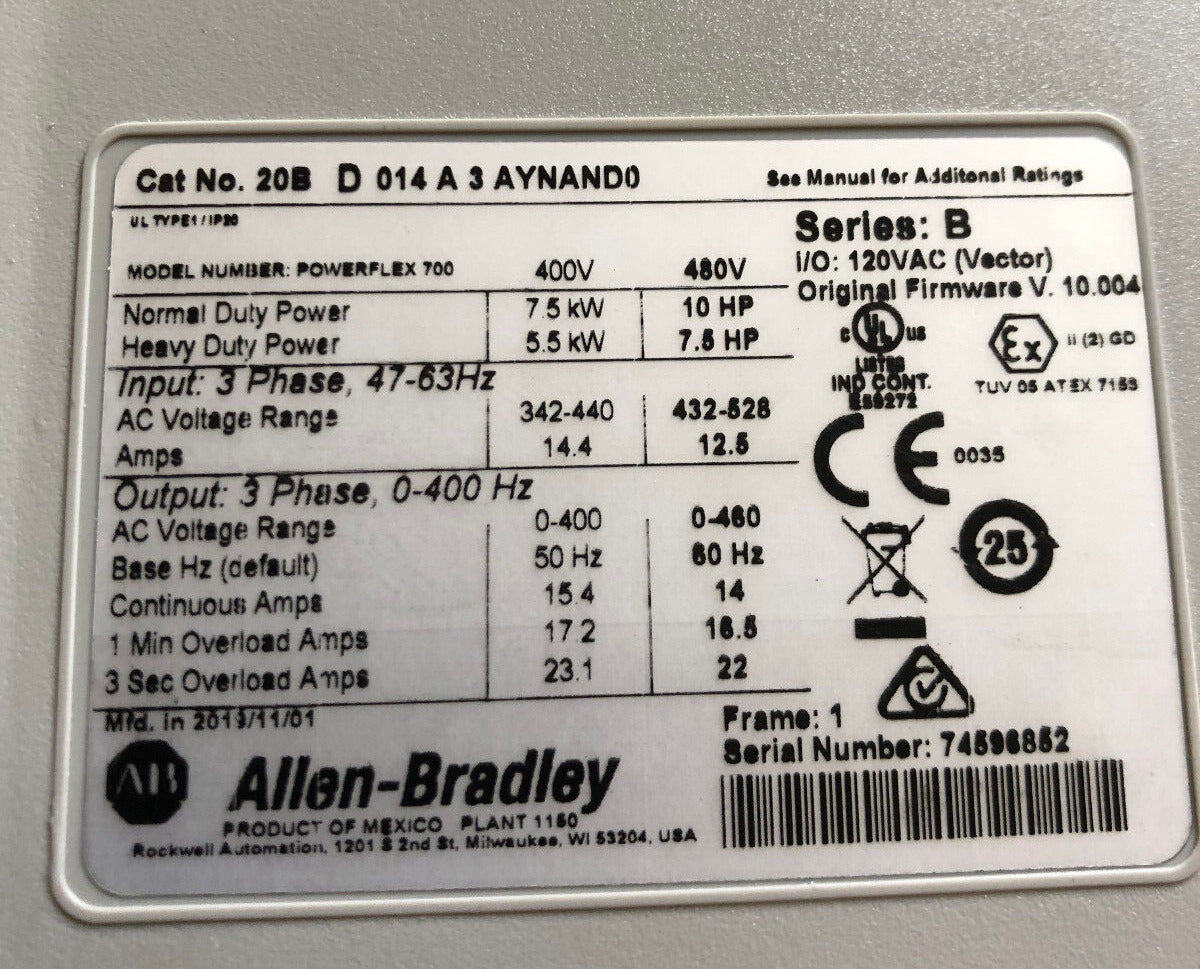 Cat No. 20B D 014 A 3 AYNAND0 See Manual for Additonal Ratings
UL TYPE1/IP20
Series: B
MODEL NUMBER: POWERFLEX 700 400V 480V I/O: 120VAC (Vector)
Original Firmware V. 10.004
Normal Duty Power 7.5 kW 10 HP
Heavy Duty Power 5.5 kW 7.5 HP
C UL US
LISTED
IND CONT.
E59272
Ex II (2) GD
TUV 05 ATEX 7153
Input: 3 Phase, 47-63Hz
AC Voltage Range 342-440 432-528
Amps 14.4 12.5
CE 0035
Output: 3 Phase, 0-400 Hz
AC Voltage Range 0-400 0-460
Base Hz (default) 50 Hz 60 Hz
25
Continuous Amps 15.4 14
1 Min Overload Amps 17.2 16.5
3 Sec Overload Amps 23.1 22
Mfd. in /11/01
Frame: 1
Serial Number: 74596852
AB Allen-Bradley
PRODUCT OF MEXICO PLANT 1160
Rockwell Automation, 1201 S 2nd St, Milwaukee, WI 53204, USA